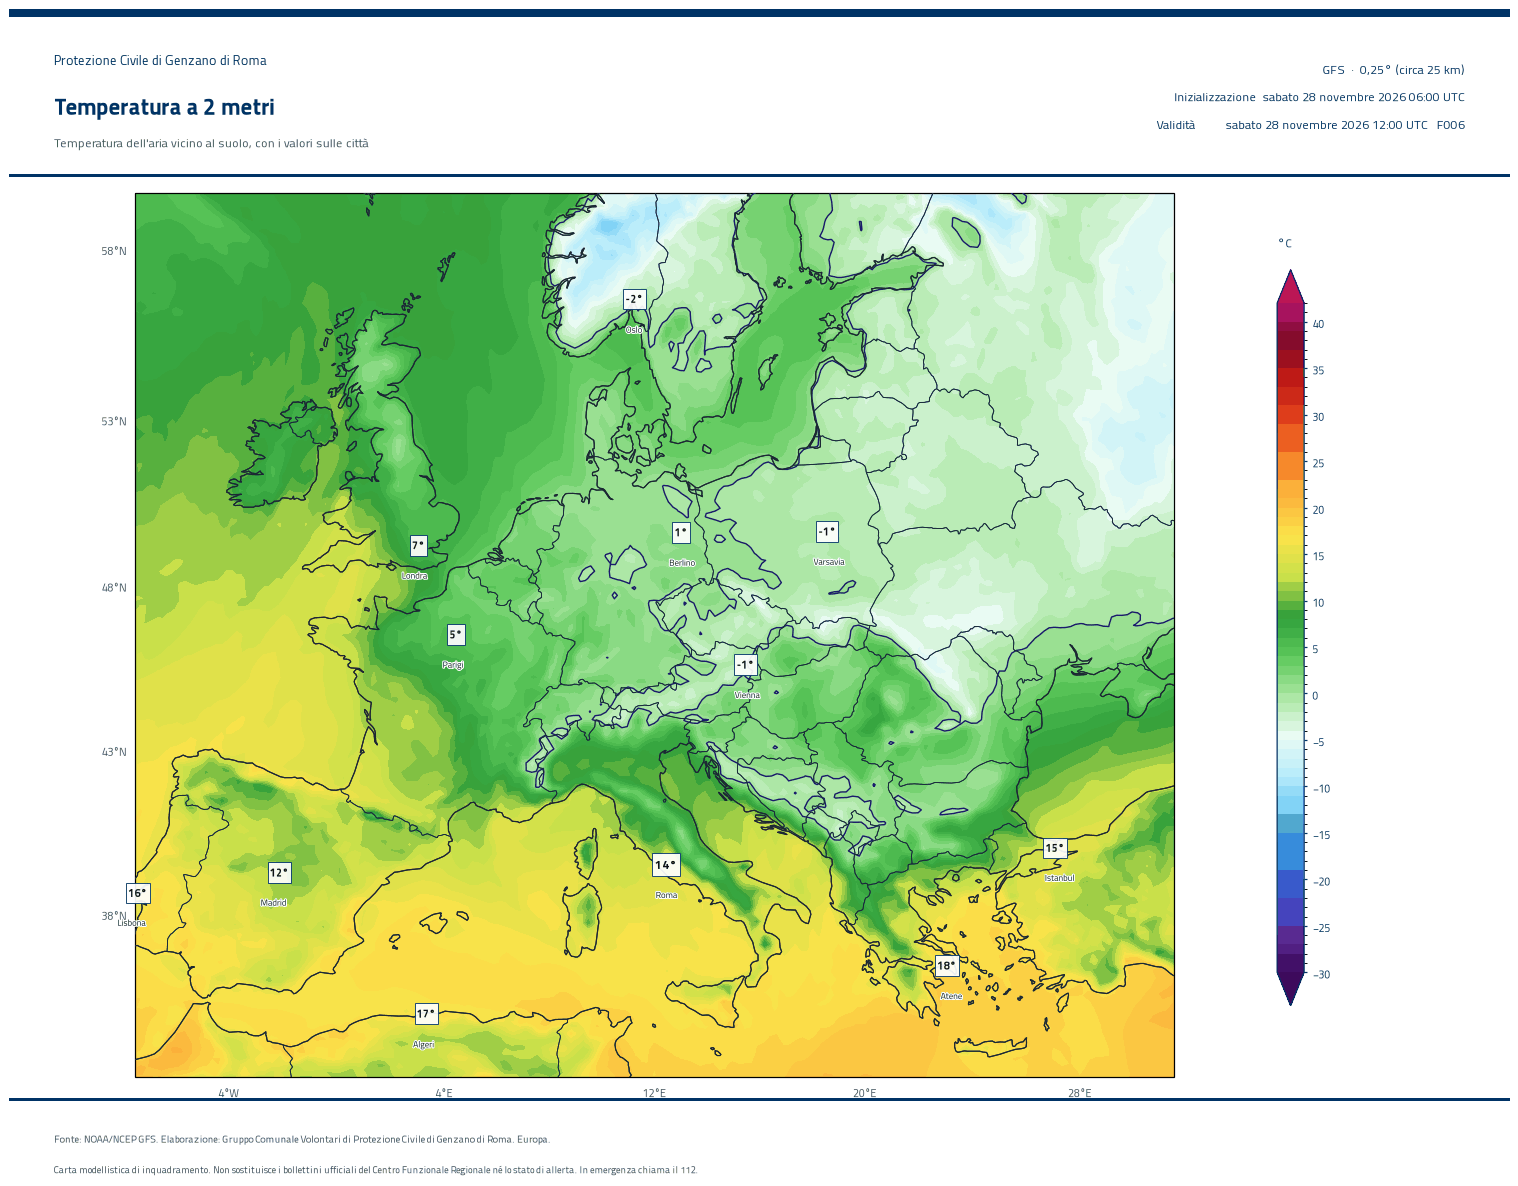 Protezione Civile di Genzano di Roma
Temperatura a 2 metri
Temperatura dell'aria vicino al suolo, con i valori sulle città
GFS · 0,25° (circa 25 km)
Inizializzazione sabato 28 novembre 2026 06:00 UTC
Validità sabato 28 novembre 2026 12:00 UTC F006
°C
58°N
53°N
48°N
43°N
38°N
-2°
Oslo
7°
Londra
1°
Berlino
-1°
Varsavia
5°
Parigi
-1°
Vienna
12°
Madrid
16°
Lisbona
14°
Roma
15°
Istanbul
18°
Atene
17°
Algeri
40
35
30
25
20
15
10
5
0
−5
−10
−15
−20
−25
−30
4°W
4°E
12°E
20°E
28°E
Fonte: NOAA/NCEP GFS. Elaborazione: Gruppo Comunale Volontari di Protezione Civile di Genzano di Roma. Europa.
Carta modellistica di inquadramento. Non sostituisce i bollettini ufficiali del Centro Funzionale Regionale né lo stato di allerta. In emergenza chiama il 112.